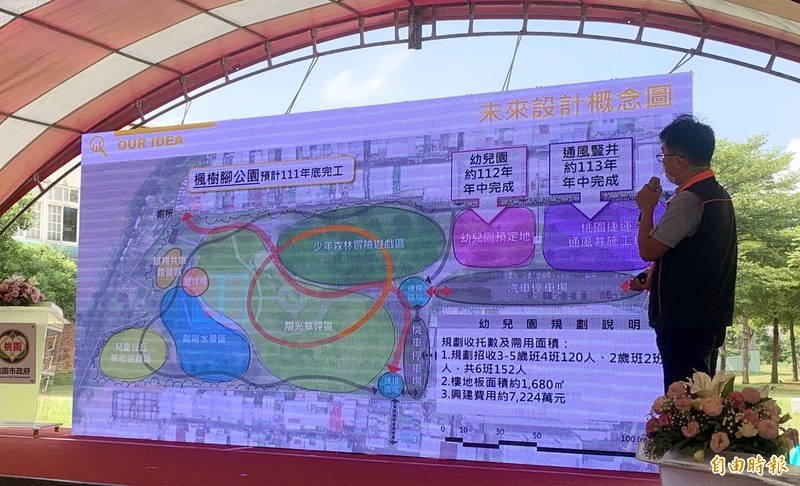 未來設計概念圖
OUR IDEA
楓樹腳公園預計111年底完工
幼兒園
約112年
年中完成
通風豎井
約113年
年中完成
廁所
少年森林冒險遊戲區
幼兒園預定地
桃園捷運
通風井施工
汽車停車場
陽光草坪區
機車停車場
幼兒園規劃說明
規劃收托數及需用面積：
1.規劃招收3-5歲班4班120人、2歲班2班
人，共6班152人
2.樓地板面積約1,680㎡
3.興建費用約7,224萬元
0 10 20 30 50 100
桃園
桃園市政府
自由時報